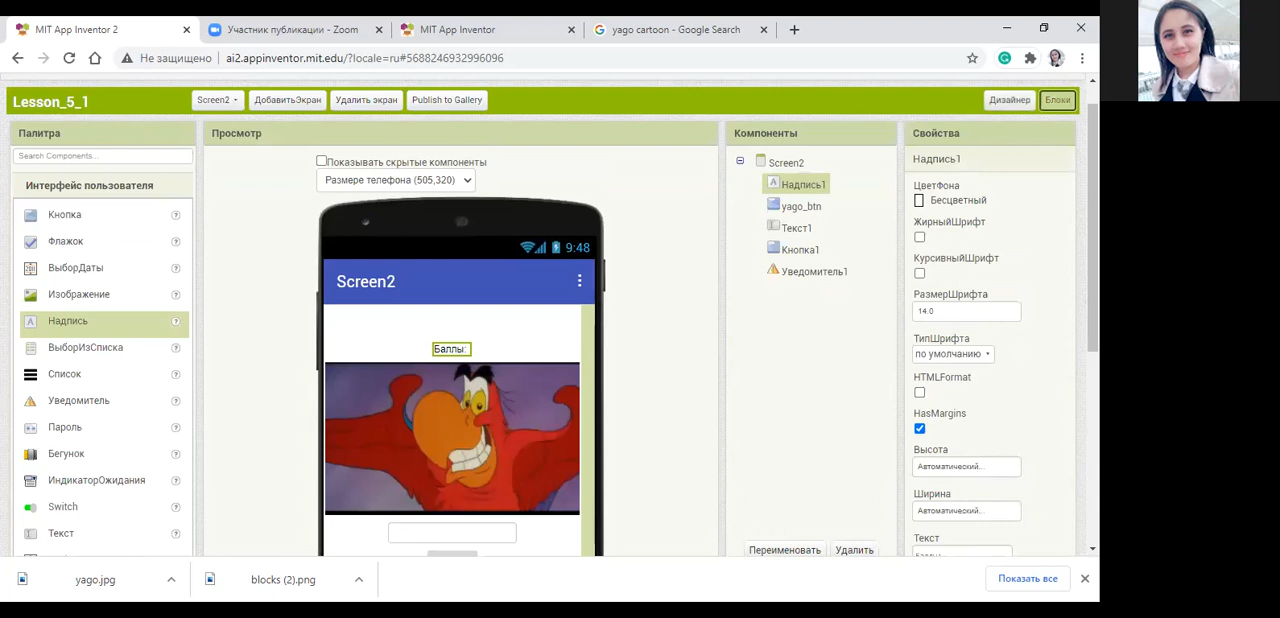 MIT App Inventor 2
Участник публикации - Zoom
MIT App Inventor
yago cartoon - Google Search
Не защищено
ai2.appinventor.mit.edu/?locale=ru#5688246932996096
Lesson_5_1
Screen2
ДобавитьЭкран
Удалить экран
Publish to Gallery
Дизайнер
Блоки
Палитра
Search Components...
Интерфейс пользователя
Кнопка
Флажок
ВыборДаты
Изображение
Надпись
ВыборИзСписка
Список
Уведомитель
Пароль
Бегунок
ИндикаторОжидания
Switch
Текст
Просмотр
Показывать скрытые компоненты
Размере телефона (505,320)
9:48
Screen2
Баллы:
Компоненты
Screen2
Надпись1
yago_btn
Текст1
Кнопка1
Уведомитель1
Переименовать
Удалить
Свойства
Надпись1
ЦветФона
Бесцветный
ЖирныйШрифт
КурсивныйШрифт
РазмерШрифта
14.0
ТипШрифта
по умолчанию
HTMLFormat
HasMargins
Высота
Автоматический...
Ширина
Автоматический...
Текст
yago.jpg
blocks (2).png
Показать все